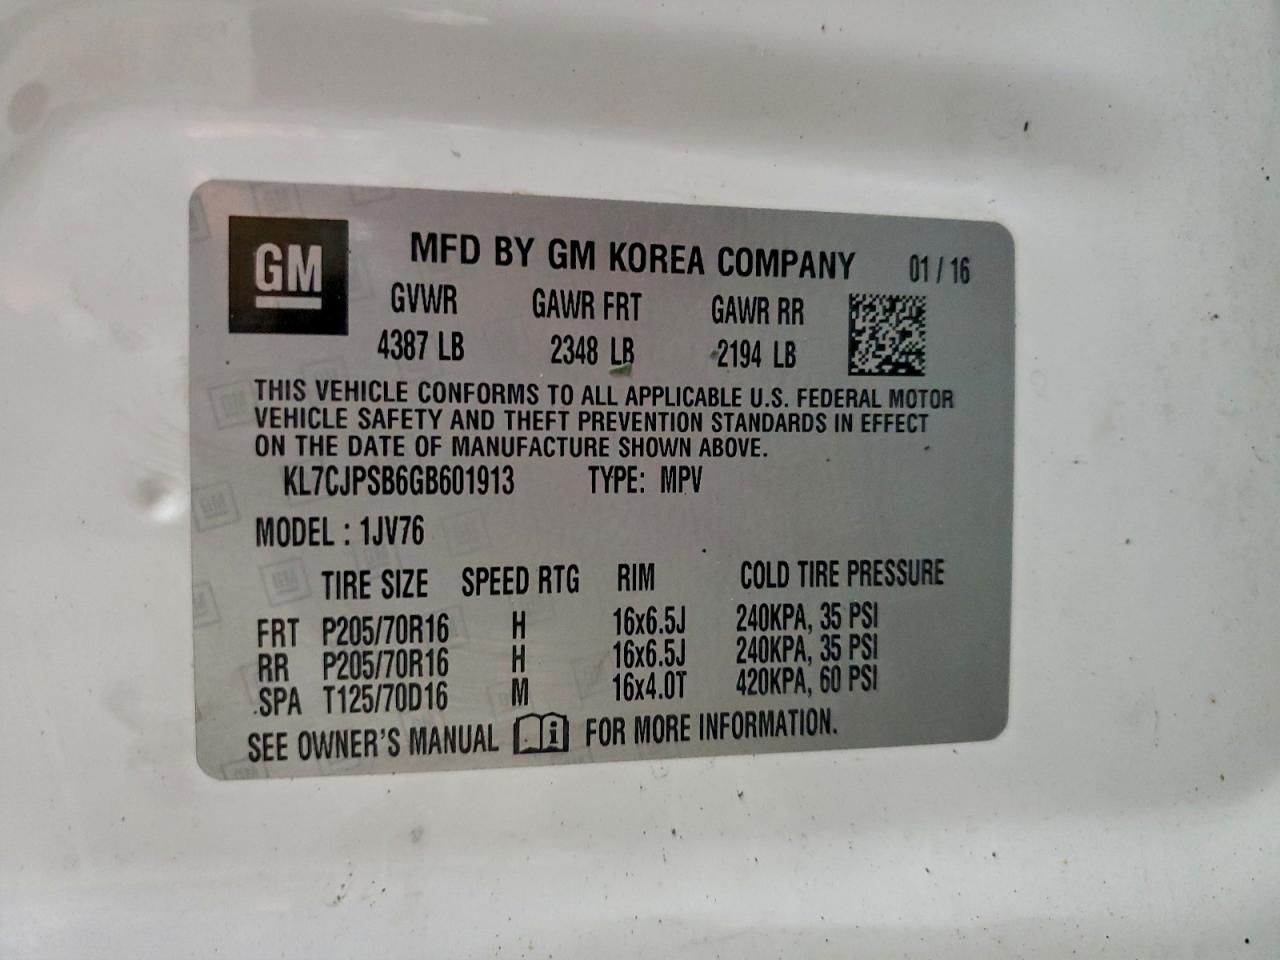 GM
MFD BY GM KOREA COMPANY 01 / 16
GVWR GAWR FRT GAWR RR
4387 LB 2348 LB 2194 LB
THIS VEHICLE CONFORMS TO ALL APPLICABLE U.S. FEDERAL MOTOR
VEHICLE SAFETY AND THEFT PREVENTION STANDARDS IN EFFECT
ON THE DATE OF MANUFACTURE SHOWN ABOVE.
KL7CJPSB6GB601913 TYPE: MPV
MODEL : 1JV76
TIRE SIZE SPEED RTG RIM COLD TIRE PRESSURE
FRT P205/70R16 H 16x6.5J 240KPA, 35 PSI
RR P205/70R16 H 16x6.5J 240KPA, 35 PSI
SPA T125/70D16 M 16x4.0T 420KPA, 60 PSI
SEE OWNER'S MANUAL i FOR MORE INFORMATION.